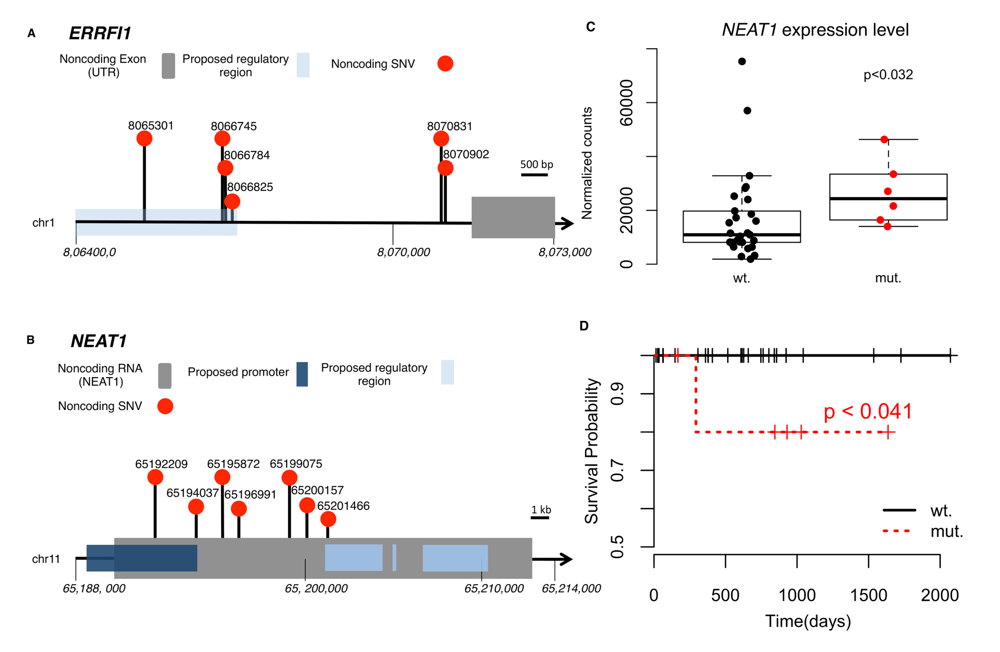 A
ERRFI1
Noncoding Exon
(UTR)
Proposed regulatory
region
Noncoding SNV
8065301
8066745
8066784
8066825
8070831
8070902
500 bp
chr1
8,06400,0
8,070,000
8,073,000
B
NEAT1
Noncoding RNA
(NEAT1)
Proposed promoter
Proposed regulatory
region
Noncoding SNV
65192209
65194037
65195872
65196991
65199075
65200157
65201466
1 kb
chr11
65,188, 000
65, 200,000
65,210,000
65,214,000
C
NEAT1 expression level
p<0.032
Normalized counts
60000
20000
0
wt.
mut.
D
Survival Probability
0.9
0.7
0.5
p < 0.041
wt.
mut.
0
500
1000
1500
2000
Time(days)